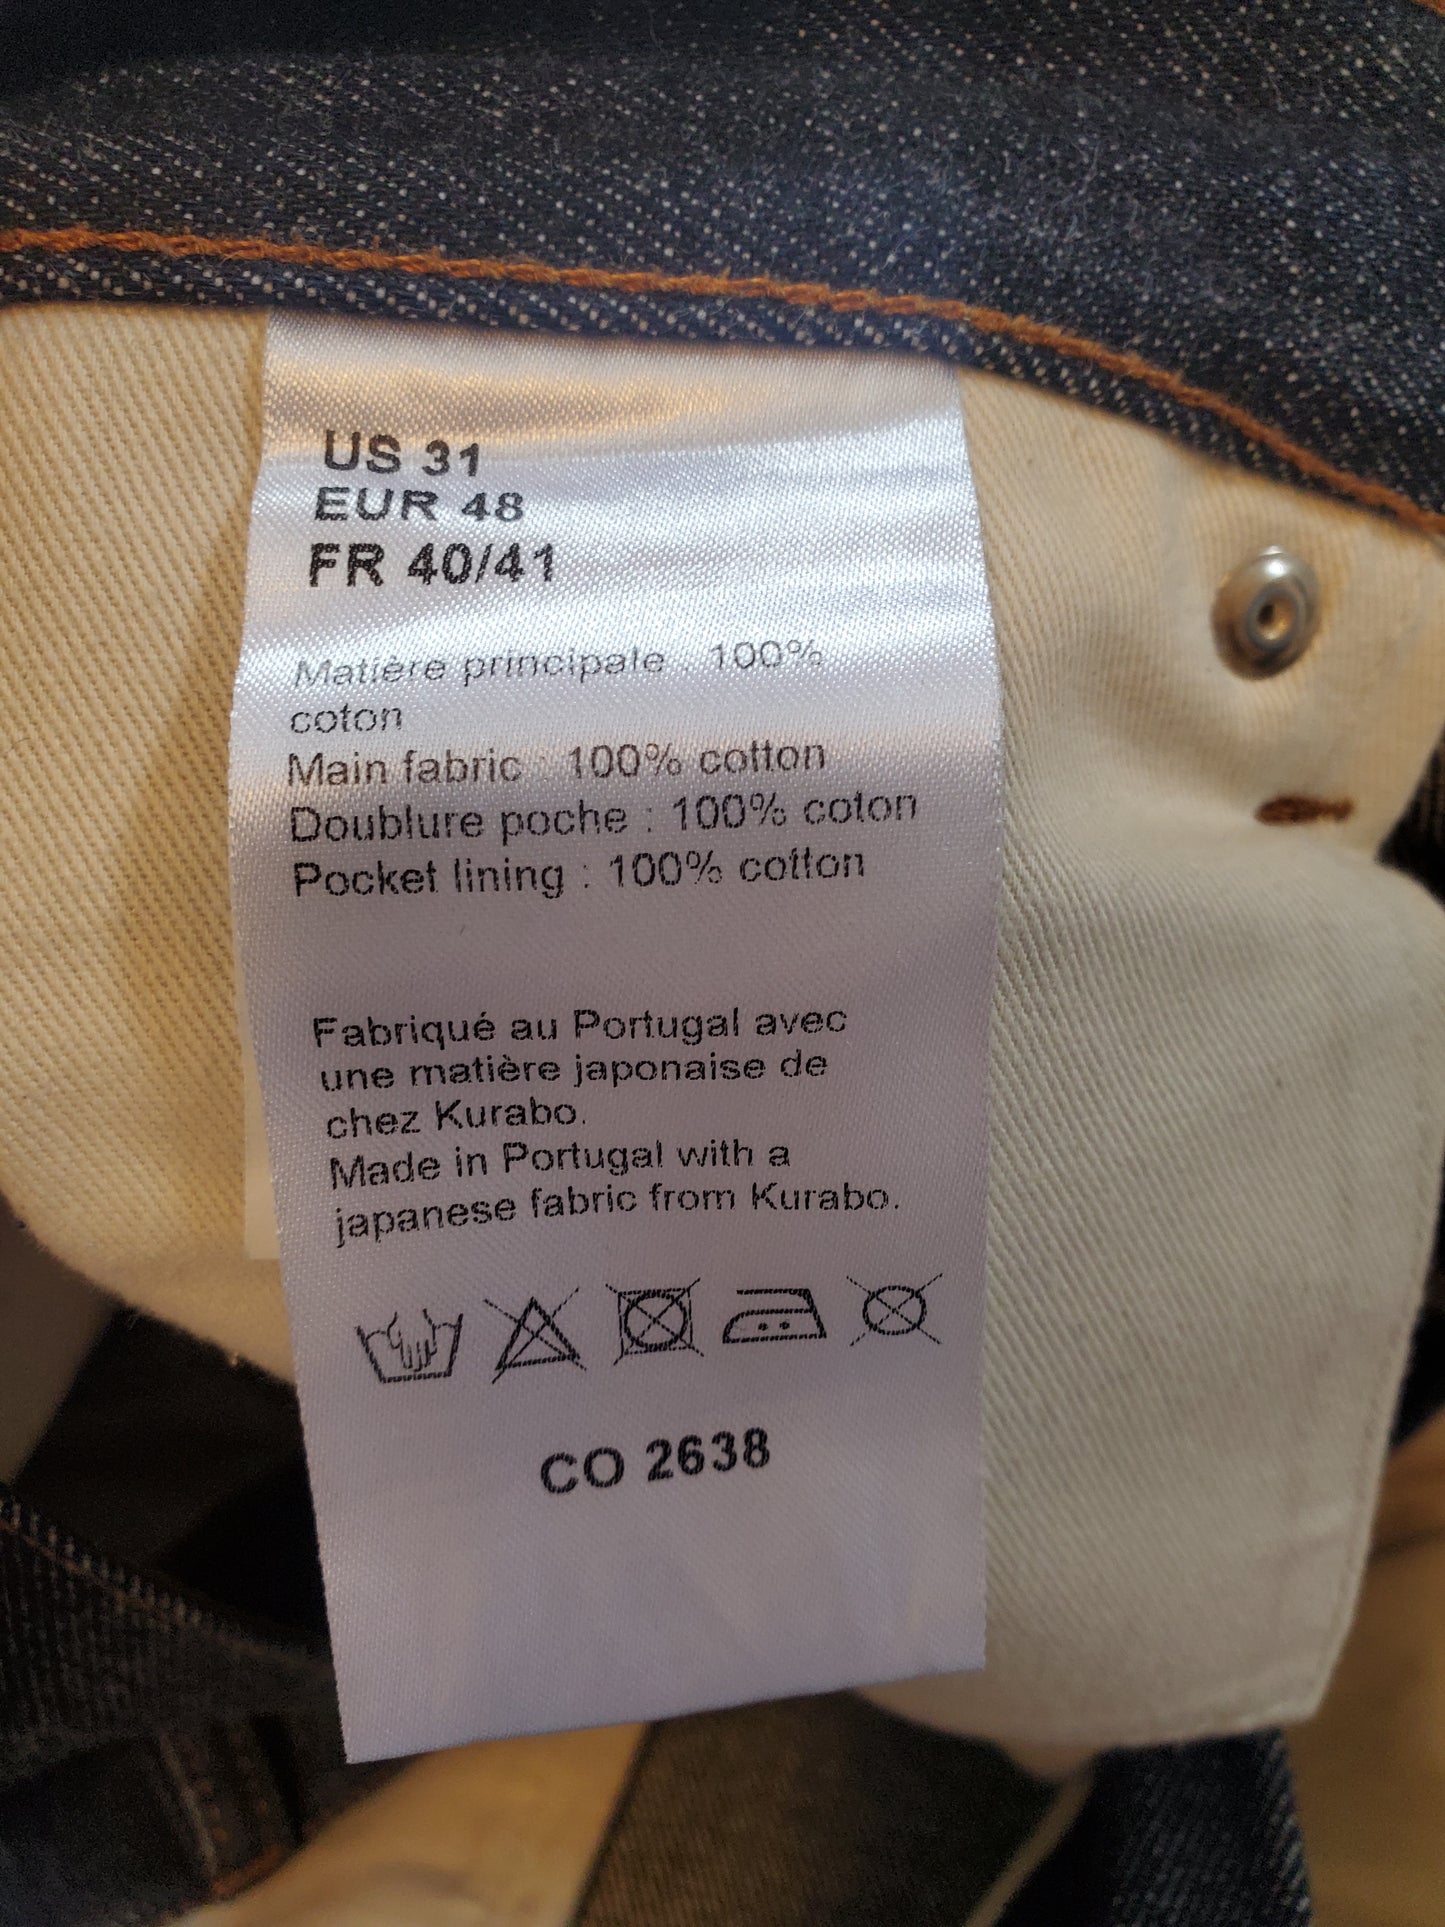 US 31
EUR 48
FR 40/41
Matière principale : 100%
coton
Main fabric : 100% cotton
Doublure poche : 100% coton
Pocket lining : 100% cotton
Fabriqué au Portugal avec
une matière japonaise de
chez Kurabo.
Made in Portugal with a
japanese fabric from Kurabo.
CO 2638